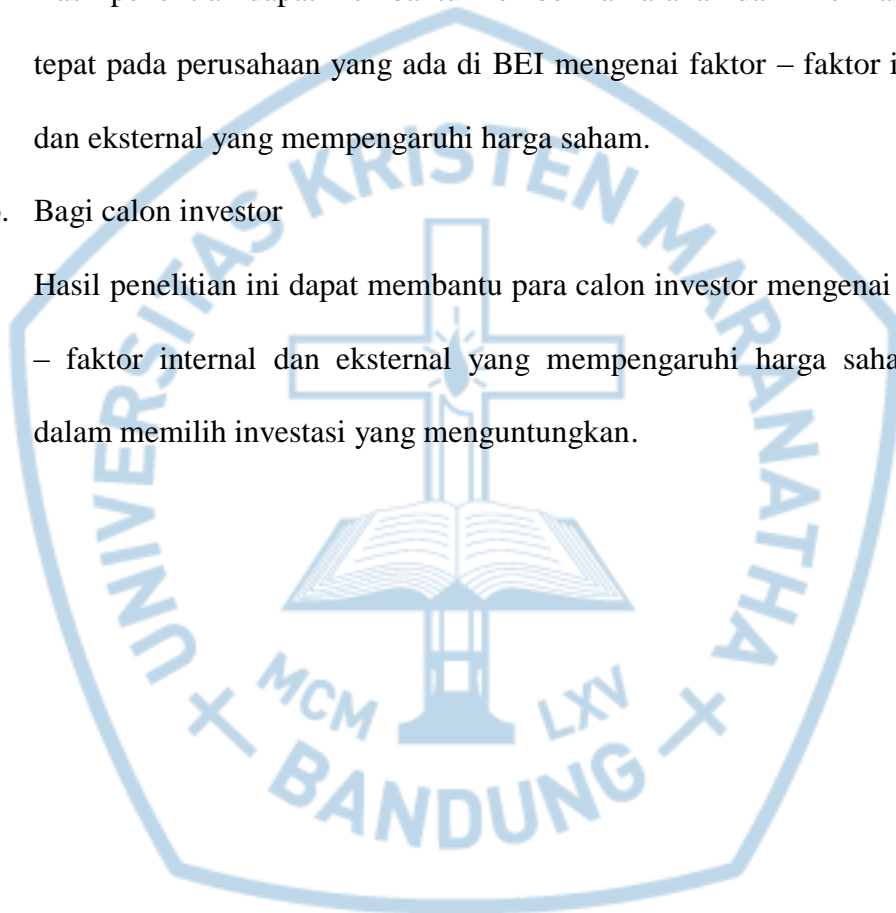 tepat pada perusahaan yang ada di BEI mengenai faktor – faktor
dan eksternal yang mempengaruhi harga saham.
Bagi calon investor
Hasil penelitian ini dapat membantu para calon investor mengenai
– faktor internal dan eksternal yang mempengaruhi harga
dalam memilih investasi yang menguntungkan.
UNIVERSITAS KRISTEN MARANATHA
MCM LXV
BANDUNG